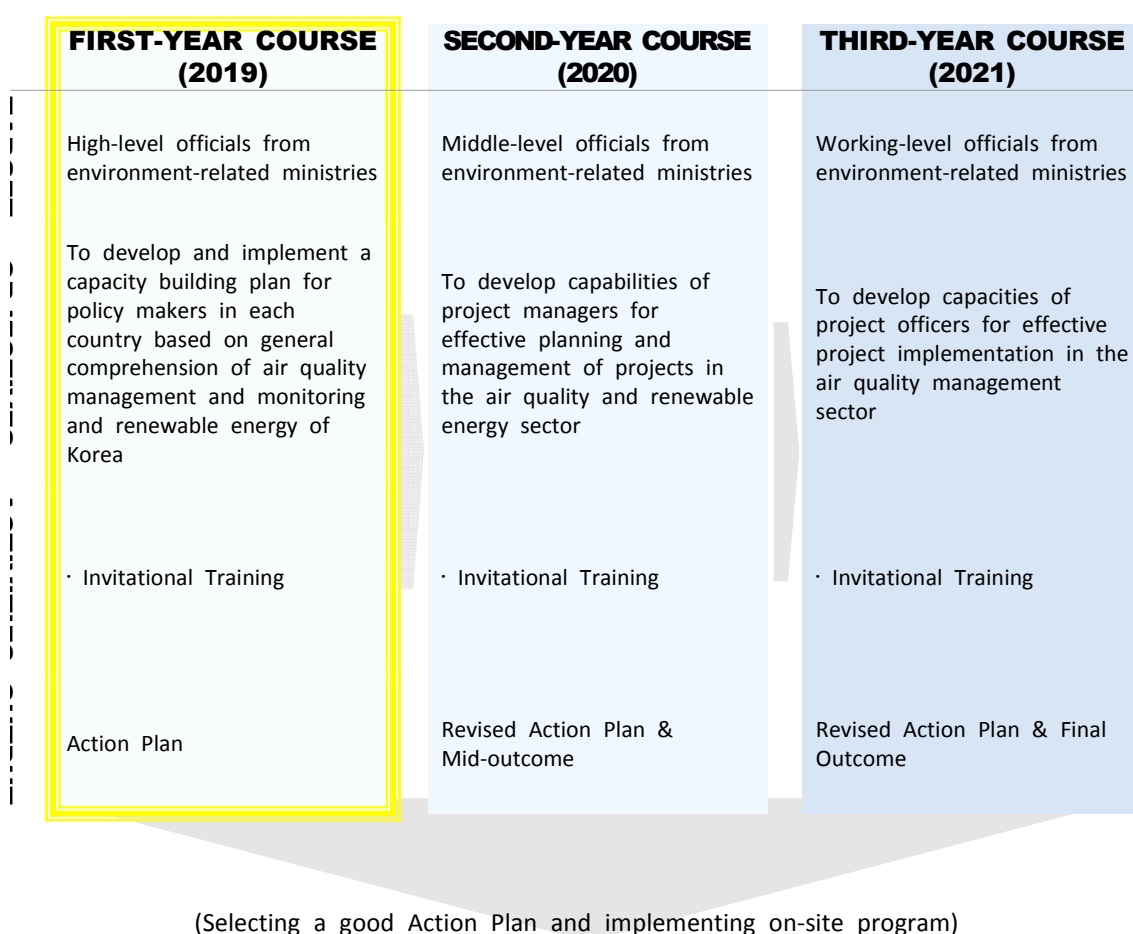 FIRST-YEAR COURSE
(2019)
SECOND-YEAR COURSE
(2020)
THIRD-YEAR COURSE
(2021)
High-level officials from
environment-related ministries
Middle-level officials from
environment-related ministries
Working-level officials from
environment-related ministries
To develop and implement a
capacity building plan for
policy makers in each
country based on general
comprehension of air quality
management and monitoring
and renewable energy of
Korea
To develop capabilities of
project managers for
effective planning and
management of projects in
the air quality and renewable
energy sector
To develop capacities of
project officers for effective
project implementation in the
air quality management
sector
· Invitational Training
· Invitational Training
· Invitational Training
Action Plan
Revised Action Plan &
Mid-outcome
Revised Action Plan & Final
Outcome
(Selecting a good Action Plan and implementing on-site program)